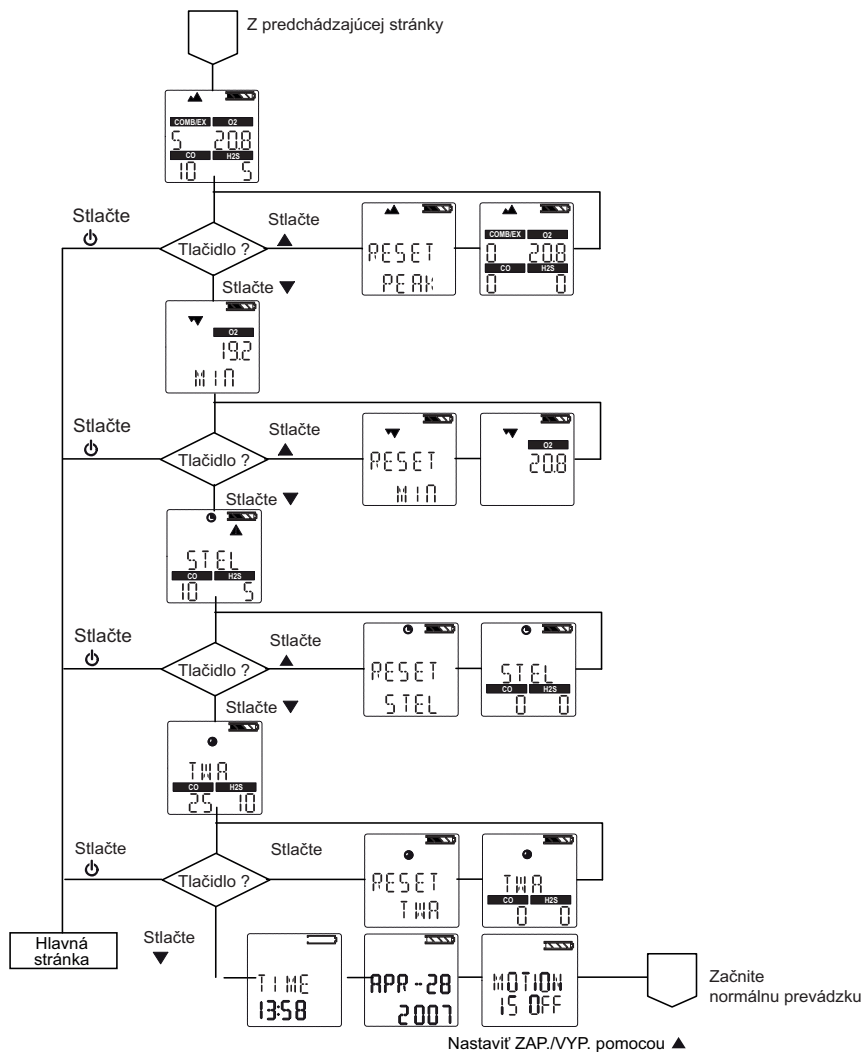 Z predchádzajúcej stránky
COMB/EX O2
5 20.8
CO H2S
10 5
Stlačte
Tlačidlo ?
Stlačte
▲
RESET
PEAK
COMB/EX O2
0 20.8
CO H2S
0 0
Stlačte ▼
O2
19.2
MIN
Stlačte
Tlačidlo ?
Stlačte
▲
RESET
MIN
O2
20.8
Stlačte ▼
STEL
CO H2S
10 5
Stlačte
Tlačidlo ?
Stlačte
▲
RESET
STEL
STEL
CO H2S
0 0
Stlačte ▼
TWA
CO H2S
25 10
Stlačte
Tlačidlo ?
Stlačte
RESET
TWA
TWA
CO H2S
0 0
Hlavná
stránka
Stlačte
▼
TIME
13:58
APR-28
2007
MOTION
IS OFF
Začnite
normálnu prevádzku
Nastaviť ZAP./VYP. pomocou ▲